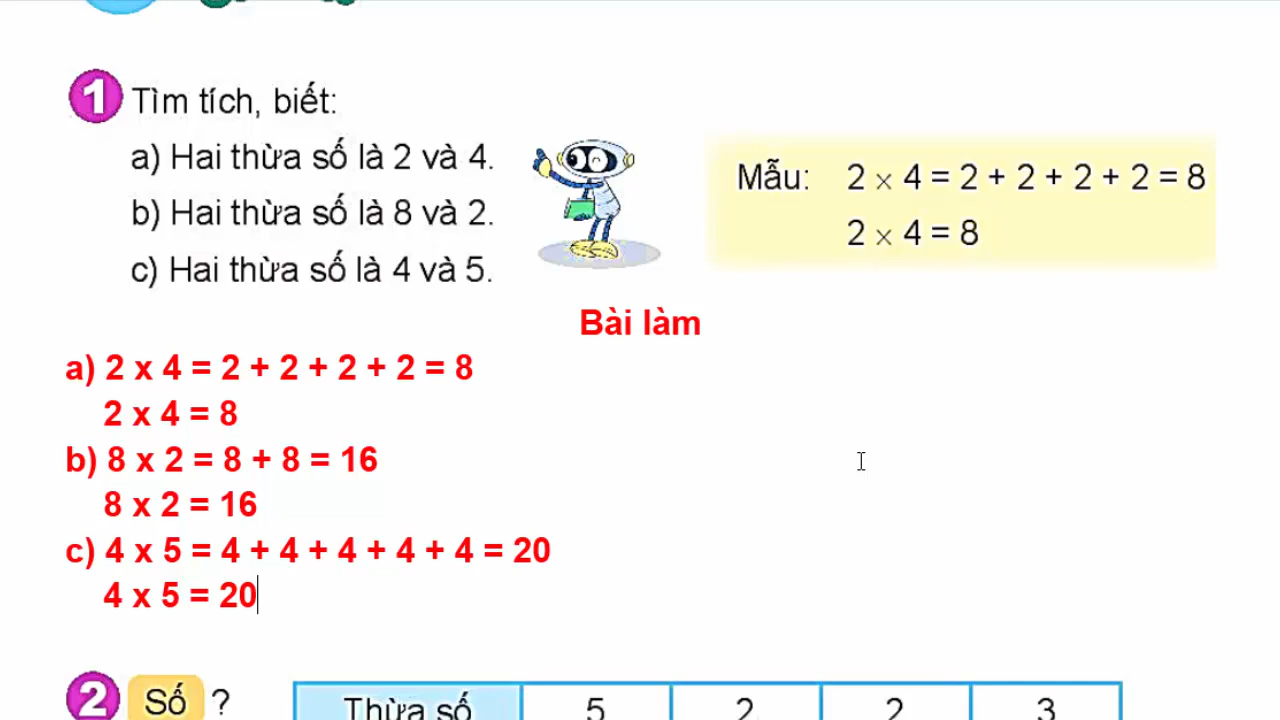 1 Tìm tích, biết:
a) Hai thừa số là 2 và 4.
b) Hai thừa số là 8 và 2.
c) Hai thừa số là 4 và 5.
Mẫu: 2 × 4 = 2 + 2 + 2 + 2 = 8
2 × 4 = 8
Bài làm
a) 2 x 4 = 2 + 2 + 2 + 2 = 8
2 x 4 = 8
b) 8 x 2 = 8 + 8 = 16
8 x 2 = 16
c) 4 x 5 = 4 + 4 + 4 + 4 + 4 = 20
4 x 5 = 20
2 Số ?
Thừa số 5 2 2 3